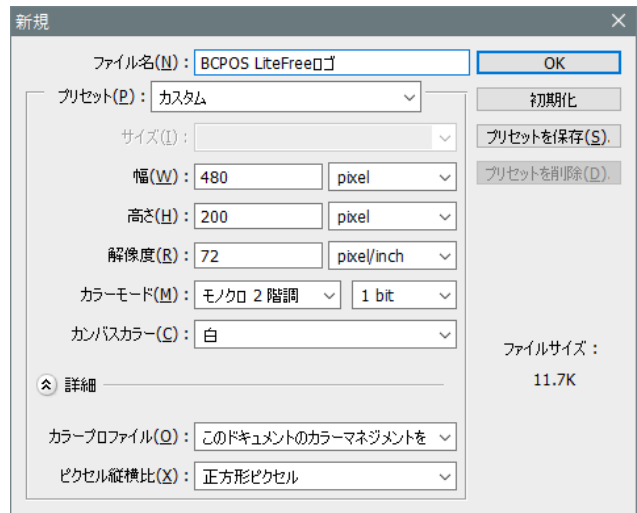 新規
ファイル名(N)：BCPOS LiteFreeロゴ
OK
プリセット(P)：カスタム
初期化
サイズ(I)：
プリセットを保存(S).
幅(W)：480 pixel
プリセットを削除(D).
高さ(H)：200 pixel
解像度(R)：72 pixel/inch
カラーモード(M)：モノクロ 2 階調 1 bit
カンバスカラー(C)：白
ファイルサイズ：
11.7K
詳細
カラープロファイル(O)：このドキュメントのカラーマネジメントを
ピクセル縦横比(X)：正方形ピクセル